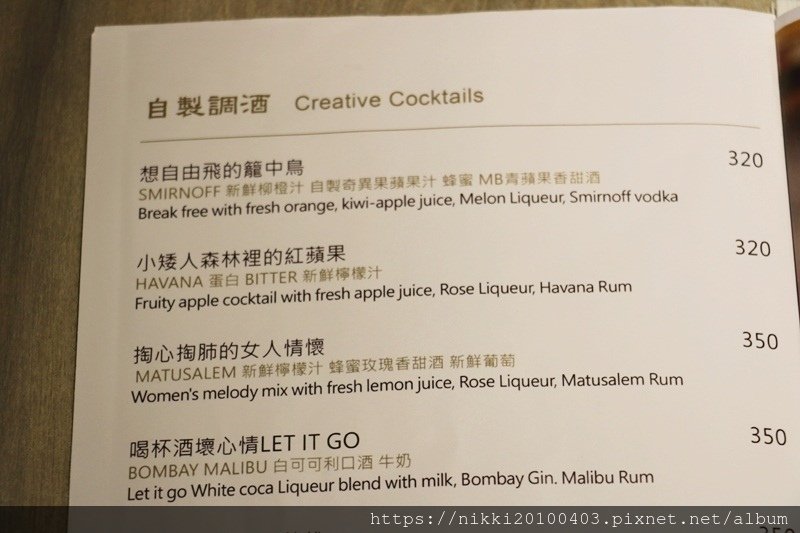 自製調酒 Creative Cocktails
想自由飛的籠中鳥 320
SMIRNOFF 新鮮柳橙汁 自製奇異果蘋果汁 蜂蜜 MB青蘋果香甜酒
Break free with fresh orange, kiwi-apple juice, Melon Liqueur, Smirnoff vodka
小矮人森林裡的紅蘋果 320
HAVANA 蛋白 BITTER 新鮮檸檬汁
Fruity apple cocktail with fresh apple juice, Rose Liqueur, Havana Rum
掏心掏肺的女人情懷 350
MATUSALEM 新鮮檸檬汁 蜂蜜玫瑰香甜酒 新鮮葡萄
Women's melody mix with fresh lemon juice, Rose Liqueur, Matusalem Rum
喝杯酒壞心情LET IT GO 350
BOMBAY MALIBU 白可可利口酒 牛奶
Let it go White coca Liqueur blend with milk, Bombay Gin. Malibu Rum
https://nikki20100403.pixnet.net/album